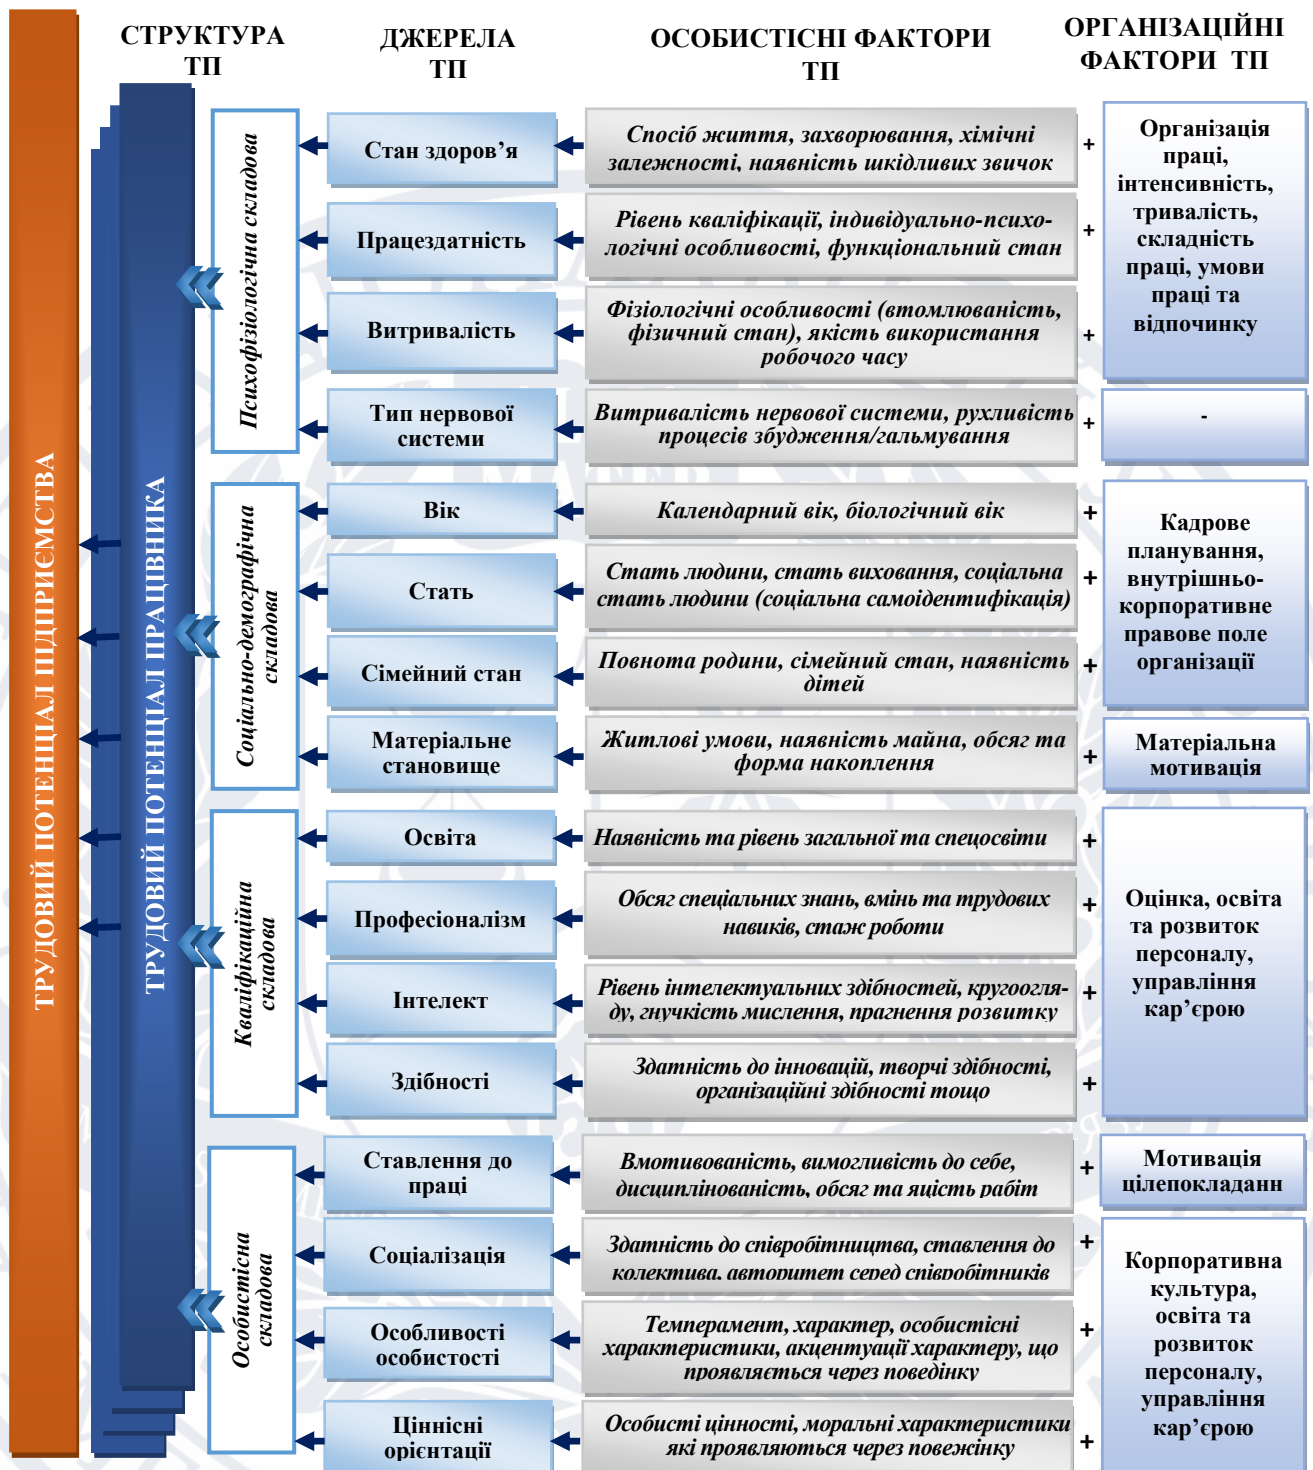 СТРУКТУРА
ТП
ДЖЕРЕЛА
ТП
ОСОБИСТІСНІ ФАКТОРИ
ТП
ОРГАНІЗАЦІЙНІ
ФАКТОРИ ТП
ТРУДОВИЙ ПОТЕНЦІАЛ ПІДПРИЄМСТВА
ТРУДОВИЙ ПОТЕНЦІАЛ ПРАЦІВНИКА
Психофізіологічна складова
Стан здоров’я
Спосіб життя, захворювання, хімічні
залежності, наявність шкідливих звичок
+
Працездатність
Рівень кваліфікації, індивідуально-психо-
логічні особливості, функціональний стан
+
Витривалість
Фізіологічні особливості (втомлюваність,
фізичний стан), якість використання
робочого часу
+
Організація
праці,
інтенсивність,
тривалість,
складність
праці, умови
праці та
відпочинку
Тип нервової
системи
Витривалість нервової системи, рухливість
процесів збудження/гальмування
+
-
Соціально-демографічна
складова
Вік
Календарний вік, біологічний вік
+
Стать
Стать людини, стать виховання, соціальна
стать людини (соціальна самоідентифікація)
+
Сімейний стан
Повнота родини, сімейний стан, наявність
дітей
+
Кадрове
планування,
внутрішньо-
корпоративне
правове поле
організації
Матеріальне
становище
Житлові умови, наявність майна, обсяг та
форма накоплення
+
Матеріальна
мотивація
Кваліфікаційна
складова
Освіта
Наявність та рівень загальної та спецосвіти
+
Професіоналізм
Обсяг спеціальних знань, вмінь та трудових
навиків, стаж роботи
+
Інтелект
Рівень інтелектуальних здібностей, кругоогля-
ду, гнучкість мислення, прагнення розвитку
+
Здібності
Здатність до інновацій, творчі здібності,
організаційні здібності тощо
+
Оцінка, освіта
та розвиток
персоналу,
управління
кар’єрою
Особистісна
складова
Ставлення до
праці
Вмотивованість, вимогливість до себе,
дисциплінованість, обсяг та яцість рабіт
+
Мотивація
цілепокладанн
Соціалізація
Здатність до співробітництва, ставлення до
колектива, авторитет серед співробітників
+
Особливості
особистості
Темперамент, характер, особистісні
характеристики, акцентуації характеру, що
проявляється через поведінку
+
Ціннісні
орієнтації
Особисті цінності, моральні характеристики
які проявляються через повежінку
+
Корпоративна
культура,
освіта та
розвиток
персоналу,
управління
кар’єрою